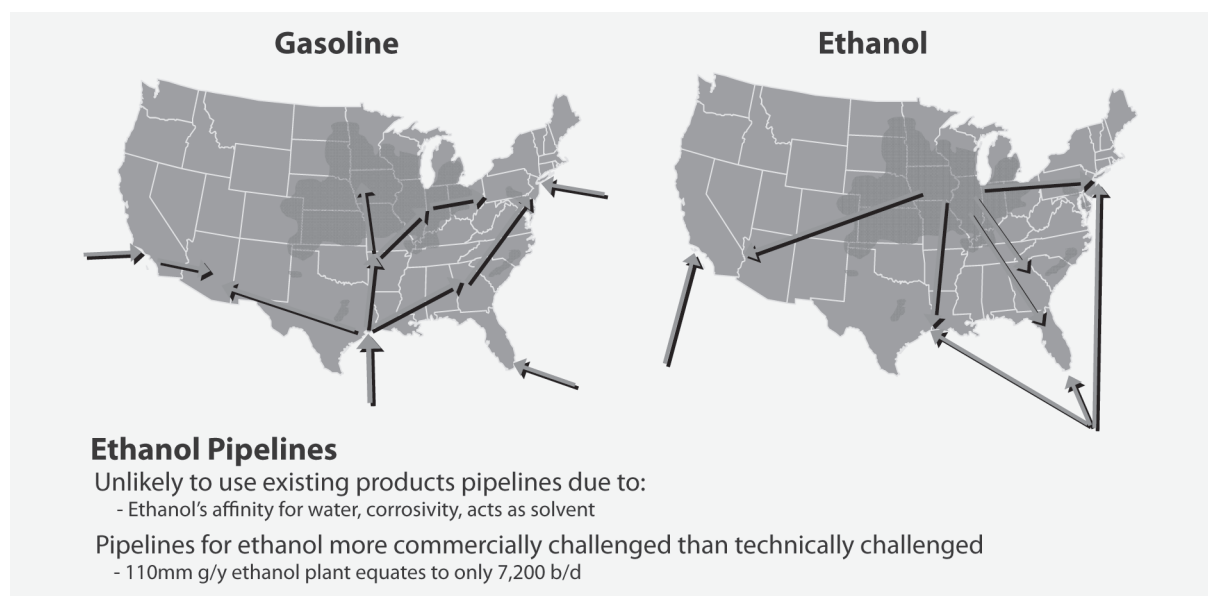 Gasoline
Ethanol
Ethanol Pipelines
Unlikely to use existing products pipelines due to:
- Ethanol’s affinity for water, corrosivity, acts as solvent
Pipelines for ethanol more commercially challenged than technically challenged
- 110mm g/y ethanol plant equates to only 7,200 b/d